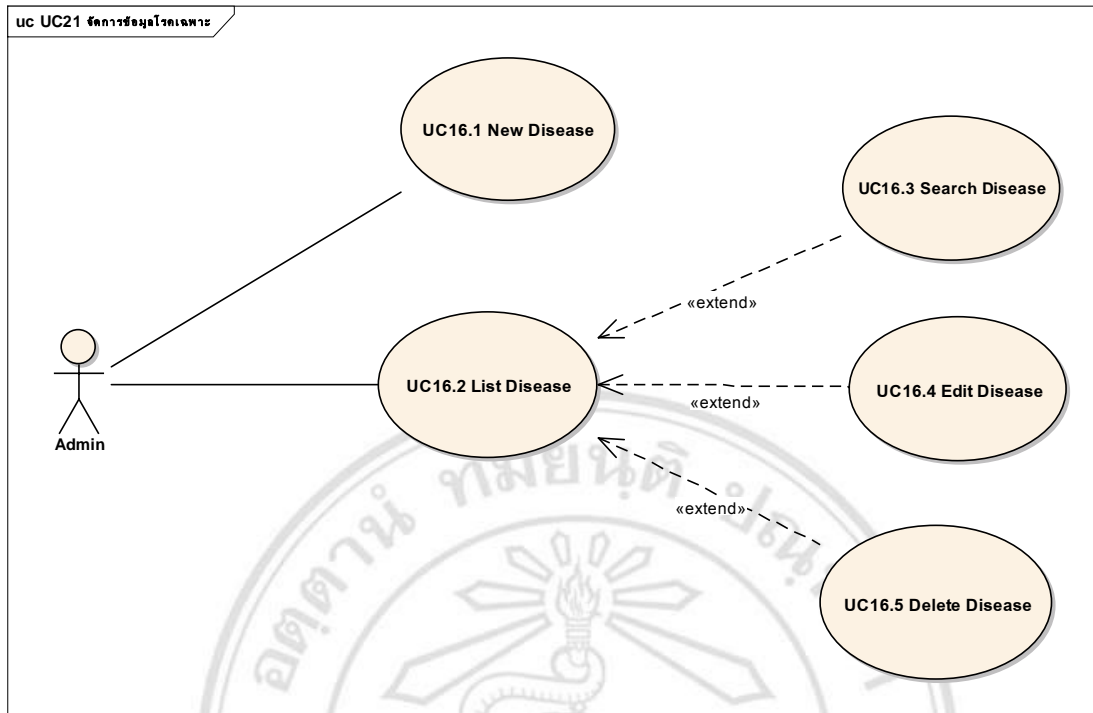 uc UC21 จัดการข้อมูลโรคเฉพาะ
UC16.1 New Disease
UC16.3 Search Disease
«extend»
UC16.2 List Disease
UC16.4 Edit Disease
«extend»
Admin
«extend»
UC16.5 Delete Disease